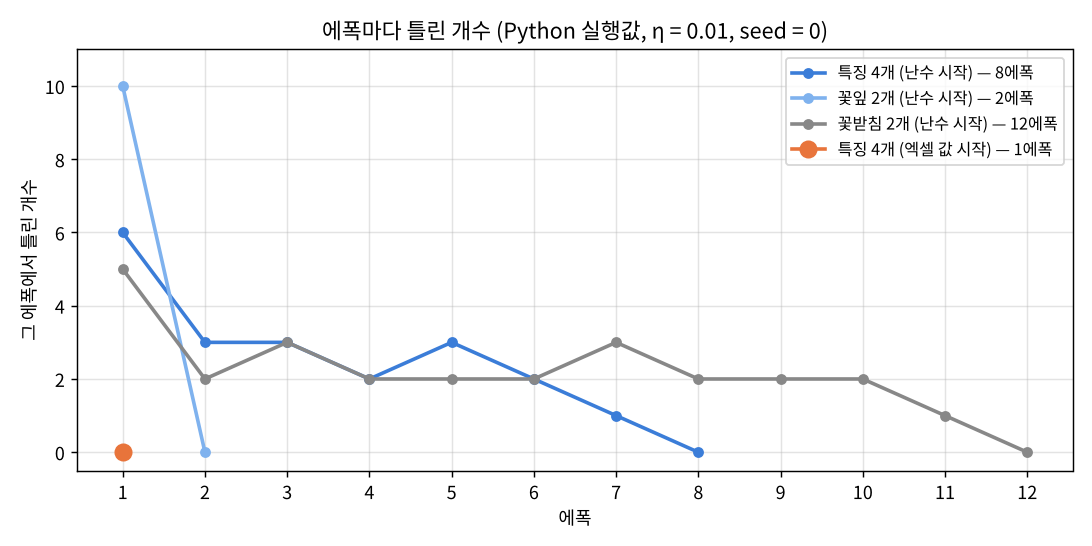 에폭마다 틀린 개수 (Python 실행값, η = 0.01, seed = 0)
특징 4개 (난수 시작) — 8에폭
꽃잎 2개 (난수 시작) — 2에폭
꽃받침 2개 (난수 시작) — 12에폭
특징 4개 (엑셀 값 시작) — 1에폭
그 에폭에서 틀린 개수
10
8
6
4
2
0
1 2 3 4 5 6 7 8 9 10 11 12
에폭